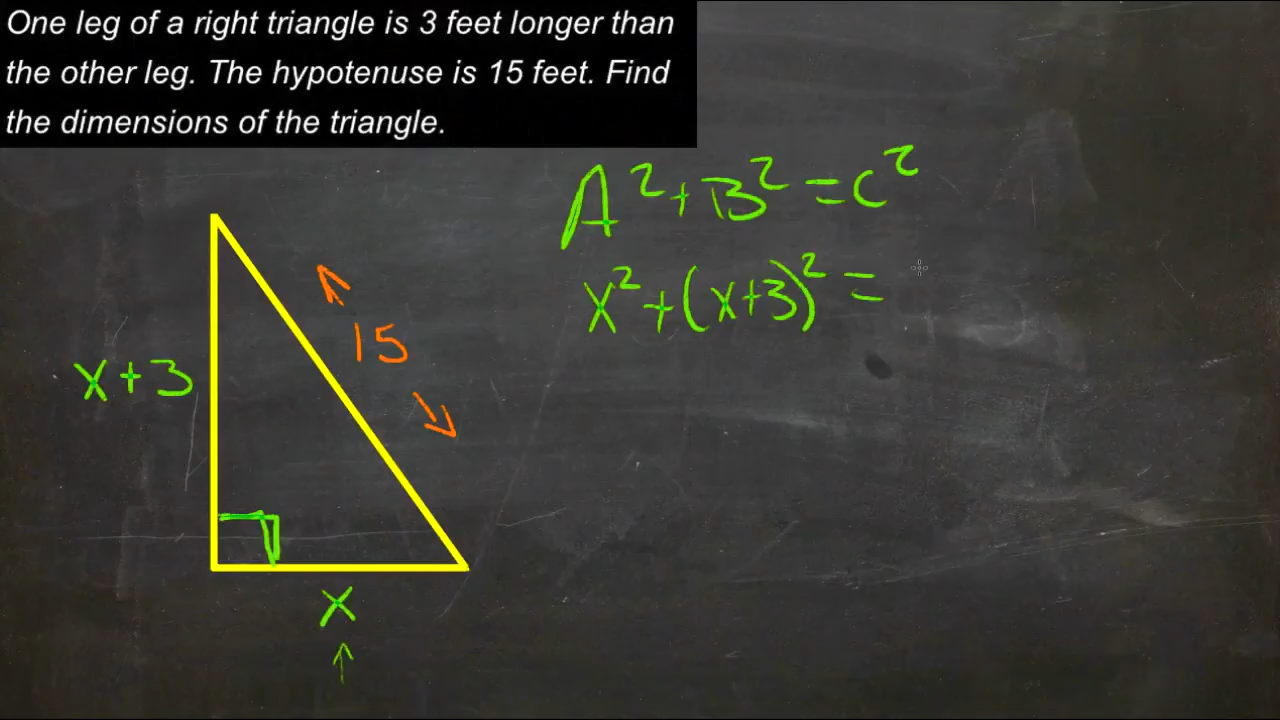 One leg of a right triangle is 3 feet longer than
the other leg. The hypotenuse is 15 feet. Find
the dimensions of the triangle.
A² + B² = c²
x² + (x+3)² =
15
x+3
x